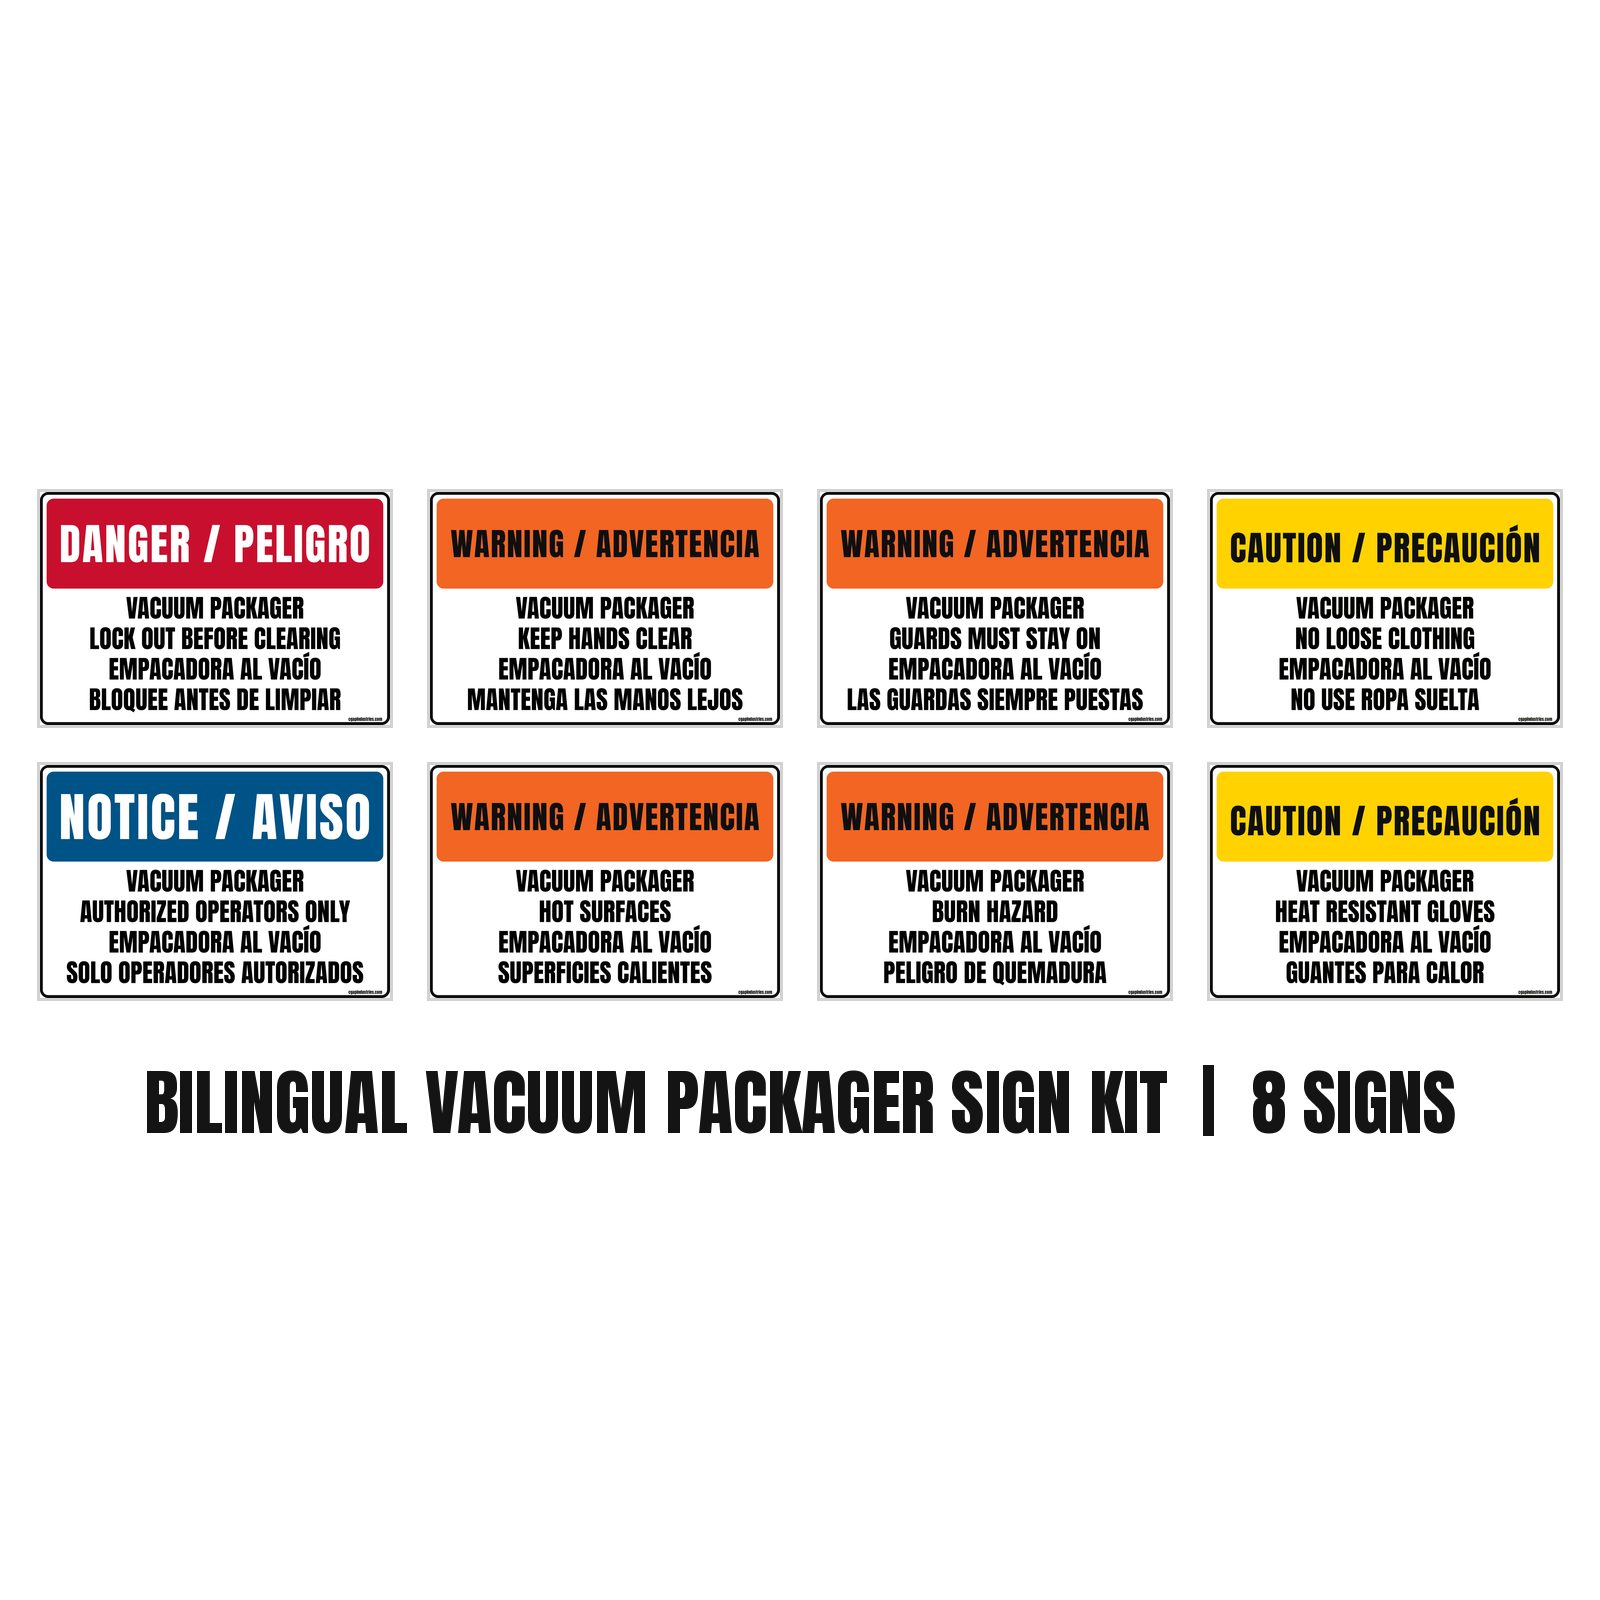 DANGER / PELIGRO
VACUUM PACKAGER
LOCK OUT BEFORE CLEARING
EMPACADORA AL VACÍO
BLOQUEE ANTES DE LIMPIAR
WARNING / ADVERTENCIA
VACUUM PACKAGER
KEEP HANDS CLEAR
EMPACADORA AL VACÍO
MANTENGA LAS MANOS LEJOS
WARNING / ADVERTENCIA
VACUUM PACKAGER
GUARDS MUST STAY ON
EMPACADORA AL VACÍO
LAS GUARDAS SIEMPRE PUESTAS
CAUTION / PRECAUCIÓN
VACUUM PACKAGER
NO LOOSE CLOTHING
EMPACADORA AL VACÍO
NO USE ROPA SUELTA
NOTICE / AVISO
VACUUM PACKAGER
AUTHORIZED OPERATORS ONLY
EMPACADORA AL VACÍO
SOLO OPERADORES AUTORIZADOS
WARNING / ADVERTENCIA
VACUUM PACKAGER
HOT SURFACES
EMPACADORA AL VACÍO
SUPERFICIES CALIENTES
WARNING / ADVERTENCIA
VACUUM PACKAGER
BURN HAZARD
EMPACADORA AL VACÍO
PELIGRO DE QUEMADURA
CAUTION / PRECAUCIÓN
VACUUM PACKAGER
HEAT RESISTANT GLOVES
EMPACADORA AL VACÍO
GUANTES PARA CALOR
BILINGUAL VACUUM PACKAGER SIGN KIT | 8 SIGNS